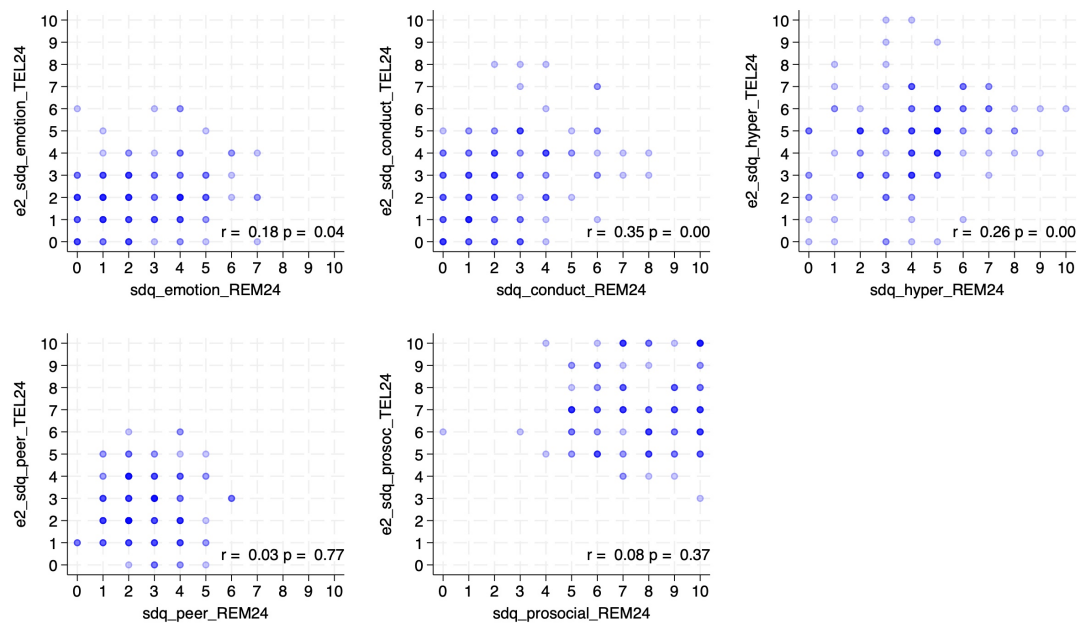 e2_sdq_emotion_TEL24
10
9
8
7
6
5
4
3
2
1
0
r = 0.18 p = 0.04
0 1 2 3 4 5 6 7 8 9 10
sdq_emotion_REM24
e2_sdq_conduct_TEL24
10
9
8
7
6
5
4
3
2
1
0
r = 0.35 p = 0.00
0 1 2 3 4 5 6 7 8 9 10
sdq_conduct_REM24
e2_sdq_hyper_TEL24
10
9
8
7
6
5
4
3
2
1
0
r = 0.26 p = 0.00
0 1 2 3 4 5 6 7 8 9 10
sdq_hyper_REM24
e2_sdq_peer_TEL24
10
9
8
7
6
5
4
3
2
1
0
r = 0.03 p = 0.77
0 1 2 3 4 5 6 7 8 9 10
sdq_peer_REM24
e2_sdq_prosoc_TEL24
10
9
8
7
6
5
4
3
2
1
0
r = 0.08 p = 0.37
0 1 2 3 4 5 6 7 8 9 10
sdq_prosocial_REM24